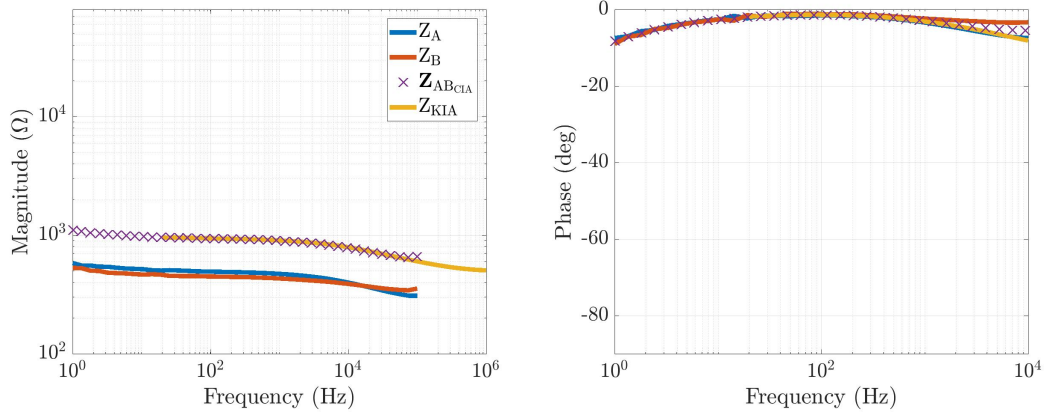 Z_A
Z_B
Z_AB_CIA
Z_KIA
Magnitude (Ω)
10^4
10^3
10^2
10^0 10^2 10^4 10^6
Frequency (Hz)
Phase (deg)
0
-20
-40
-60
-80
10^0 10^2 10^4
Frequency (Hz)